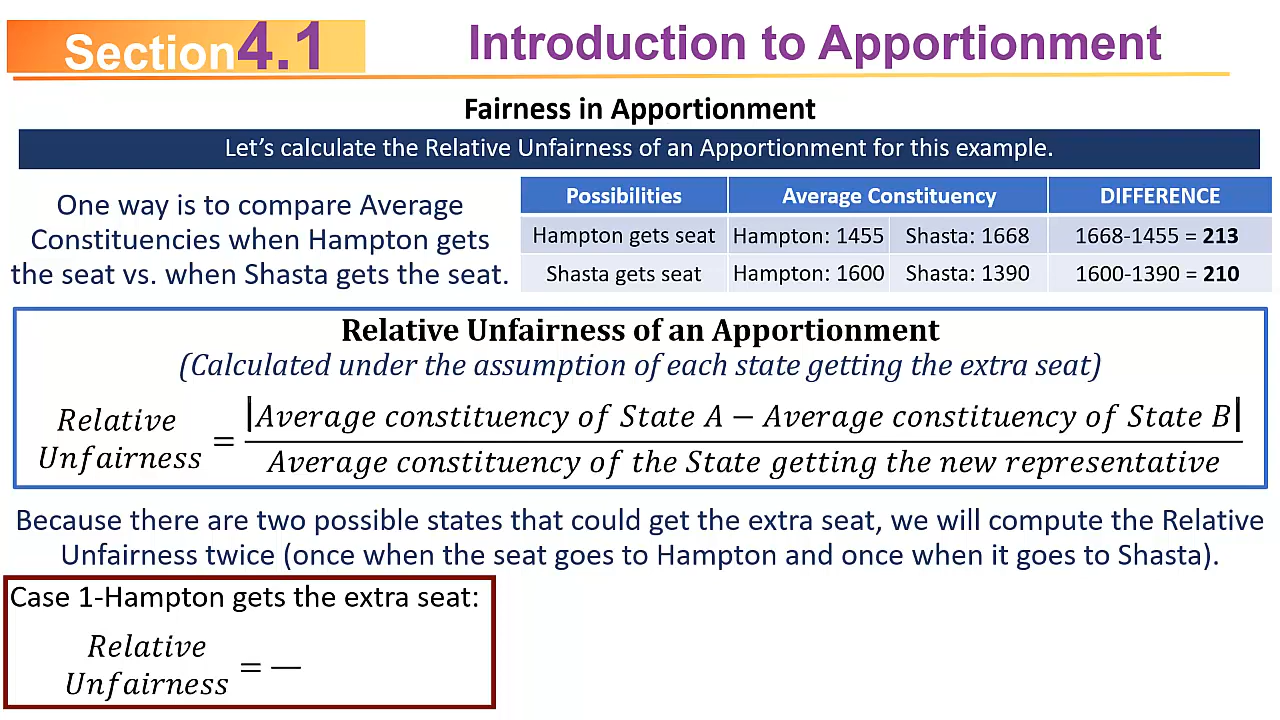 Section4.1
Introduction to Apportionment
Fairness in Apportionment
Let's calculate the Relative Unfairness of an Apportionment for this example.
One way is to compare Average
Constituencies when Hampton gets
the seat vs. when Shasta gets the seat.
Possibilities Average Constituency DIFFERENCE
Hampton gets seat Hampton: 1455 Shasta: 1668 1668-1455 = 213
Shasta gets seat Hampton: 1600 Shasta: 1390 1600-1390 = 210
Relative Unfairness of an Apportionment
(Calculated under the assumption of each state getting the extra seat)
Relative
Unfairness
=
|Average constituency of State A − Average constituency of State B|
Average constituency of the State getting the new representative
Because there are two possible states that could get the extra seat, we will compute the Relative
Unfairness twice (once when the seat goes to Hampton and once when it goes to Shasta).
Case 1-Hampton gets the extra seat:
Relative
Unfairness
= —